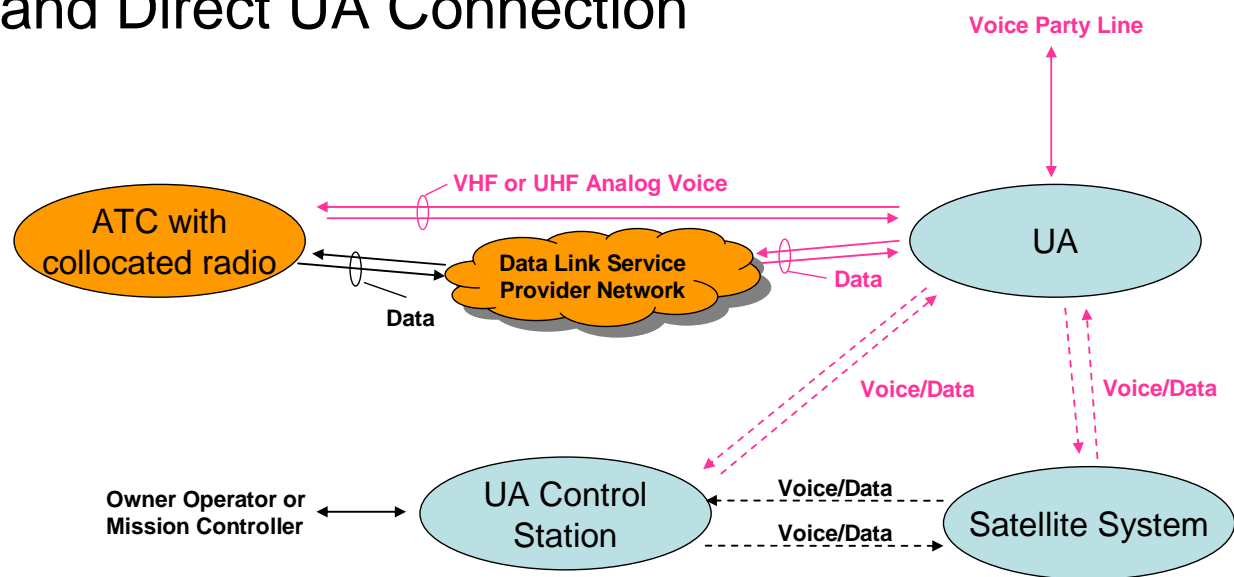 and Direct UA Connection
Voice Party Line
VHF or UHF Analog Voice
ATC with
collocated radio
Data Link Service
Provider Network
UA
Data
Data
Voice/Data
Voice/Data
Owner Operator or
Mission Controller
UA Control
Station
Voice/Data
Voice/Data
Satellite System